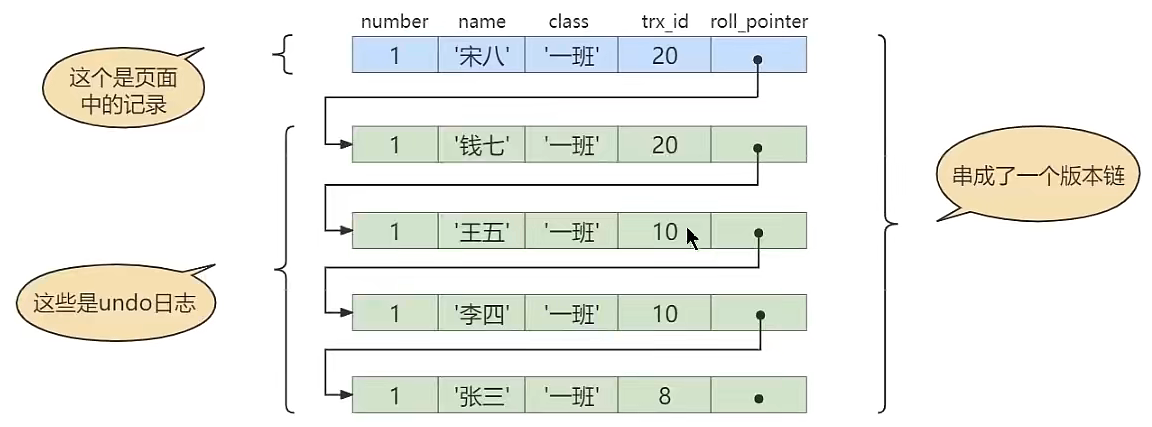 number name class trx_id roll_pointer
1 '宋八' '一班' 20
这个是页面
中的记录
1 '钱七' '一班' 20
串成了一个版本链
1 '王五' '一班' 10
这些是undo日志
1 '李四' '一班' 10
1 '张三' '一班' 8